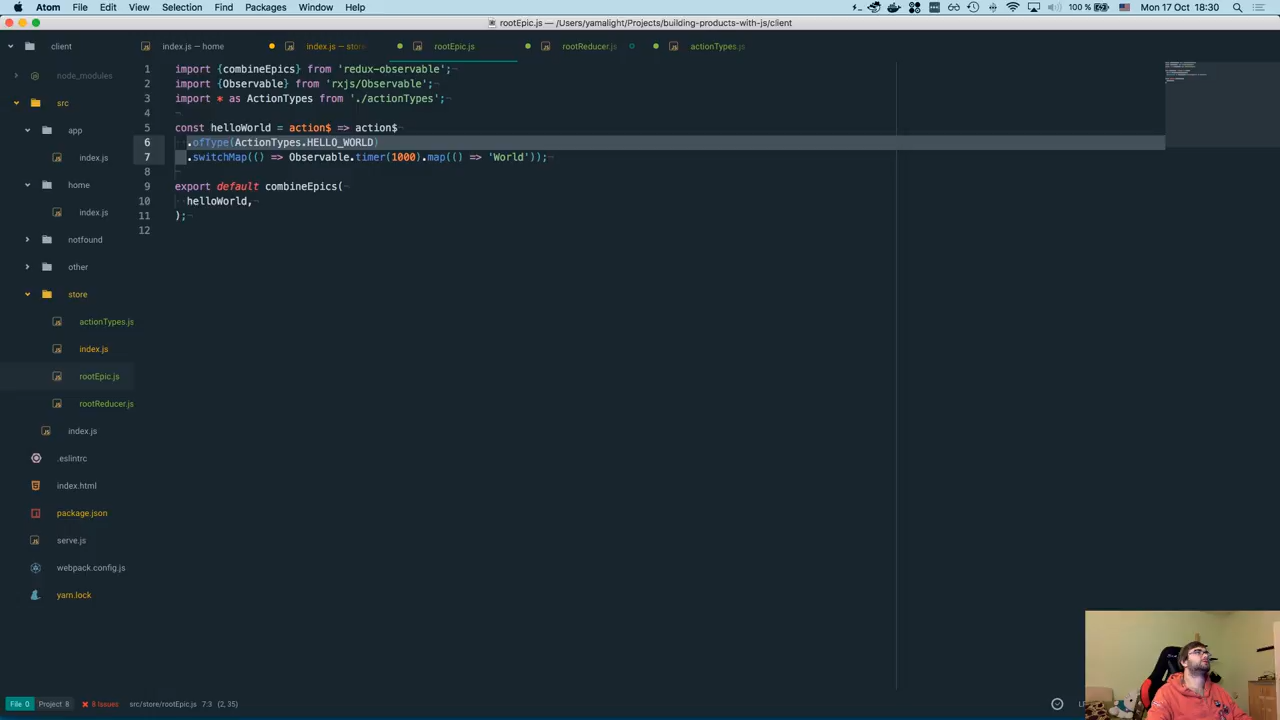 Atom File Edit View Selection Find Packages Window Help 100 % Mon 17 Oct 18:30
rootEpic.js — /Users/yamalight/Projects/building-products-with-js/client
client
index.js — home
index.js — store
rootEpic.js
rootReducer.js
actionTypes.js
node_modules
src
app
index.js
home
index.js
notfound
other
store
actionTypes.js
index.js
rootEpic.js
rootReducer.js
index.js
.eslintrc
index.html
package.json
serve.js
webpack.config.js
yarn.lock
1 import {combineEpics} from 'redux-observable';
2 import {Observable} from 'rxjs/Observable';
3 import * as ActionTypes from './actionTypes';
4
5 const helloWorld = action$ => action$
6 .ofType(ActionTypes.HELLO_WORLD)
7 .switchMap(() => Observable.timer(1000).map(() => 'World'));
8
9 export default combineEpics(
10 helloWorld,
11 );
12
File 0 Project 8 8 Issues src/store/rootEpic.js 7:3 (2, 35)